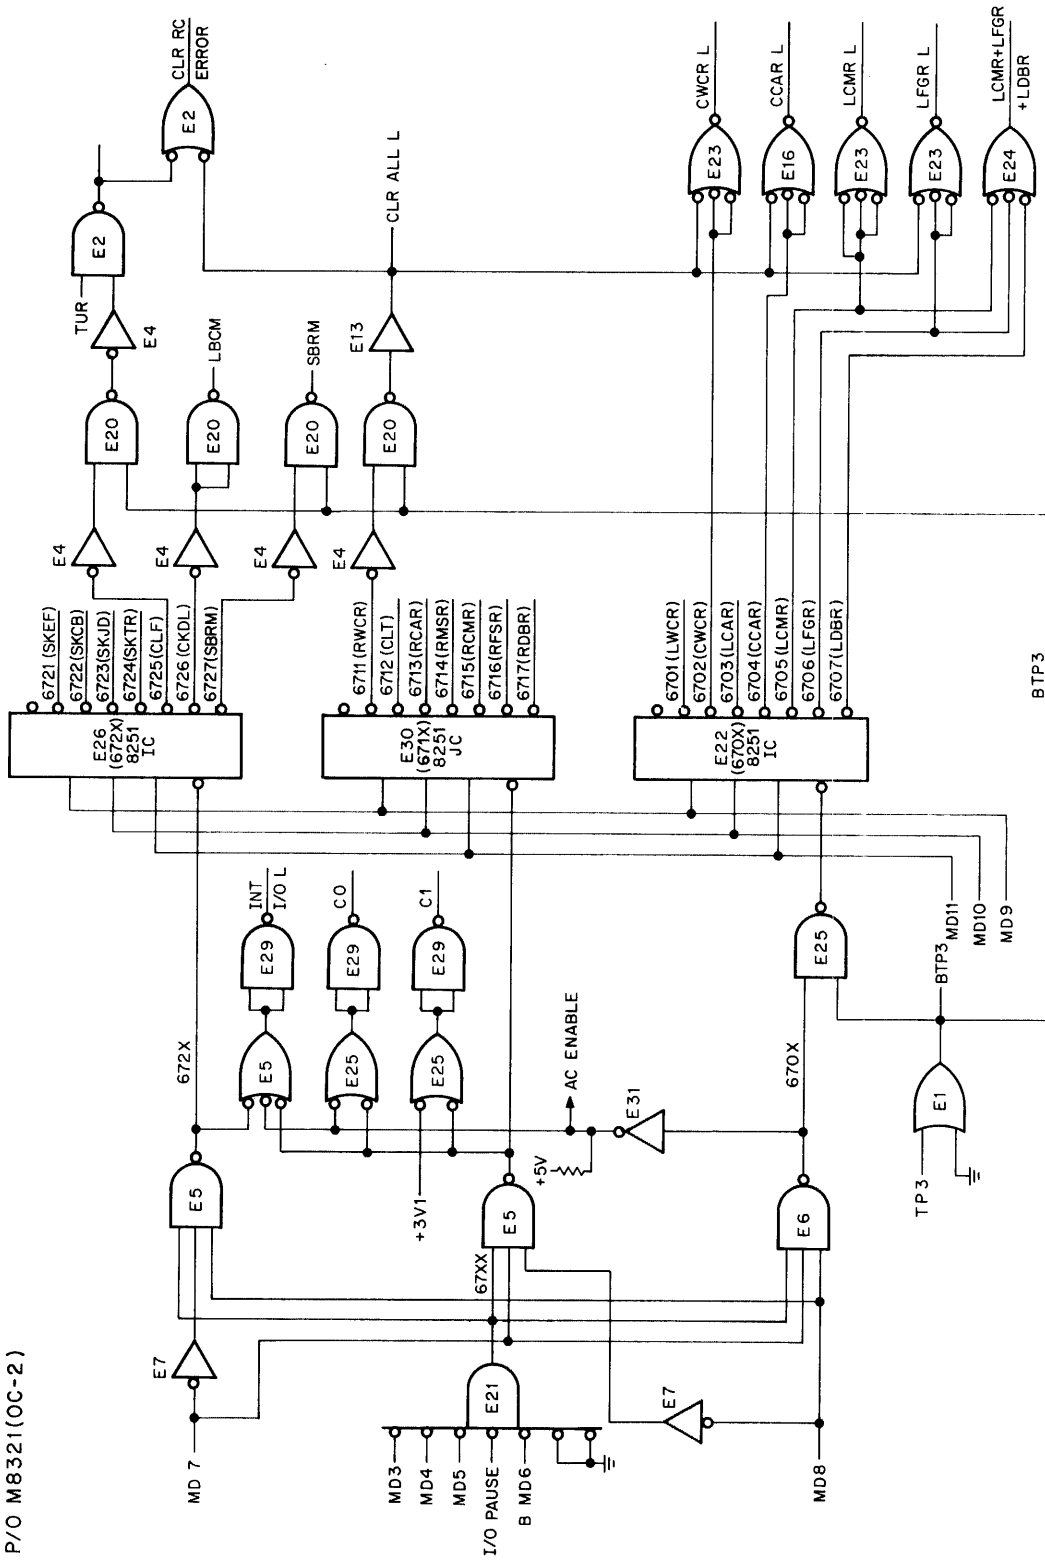 P/O M8321(OC-2)
CLR RC
ERROR
E2
E2
TUR
E4
E20
LBCM
E20
SBRM
E20
E13
CLR ALL L
E20
E4
E4
E4
E4
CWCR L
E23
CCAR L
E16
LCMR L
E23
LFGR L
E23
LCMR+LFGR
+LDBR
E24
6721 (SKEF)
6722 (SKCB)
6723(SKJD)
6724(SKTR)
6725(CLF)
6726(CKDL)
6727(SBRM)
E26
(672X)
8251
IC
6711(RWCR)
6712(CLT)
6713(RCAR)
6714(RMSR)
6715(RCMR)
6716(RFSR)
6717(RDBR)
E30
(671X)
8251
JC
6701(LWCR)
6702(CWCR)
6703(LCAR)
6704(CCAR)
6705(LCMR)
6706(LFGR)
6707(LDBR)
E22
(670X)
8251
IC
BTP3
672X
INT
I/O L
E29
C0
E29
C1
E29
E5
E25
E25
+3V1
AC ENABLE
+5V
E31
670X
E25
BTP3
MD11
MD10
MD9
E1
TP3
E5
E5
67XX
E6
E7
MD 7
E21
MD3
MD4
MD5
I/O PAUSE
B MD6
E7
MD8